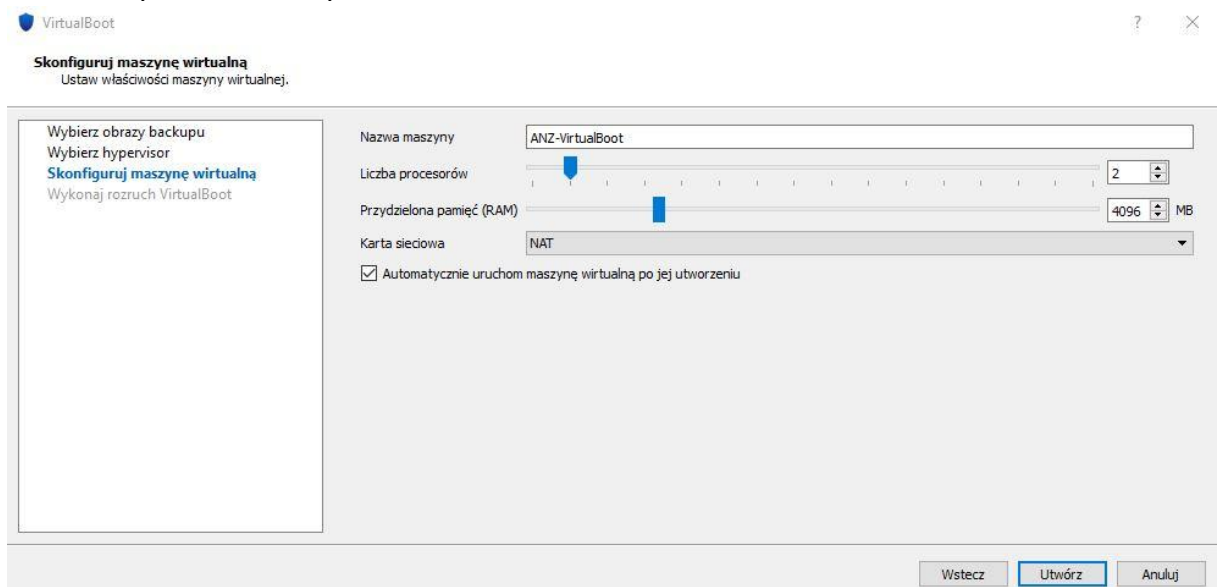 VirtualBoot
Skonfiguruj maszynę wirtualną
Ustaw właściwości maszyny wirtualnej.
Wybierz obrazy backupu
Wybierz hypervisor
Skonfiguruj maszynę wirtualną
Wykonaj rozruch VirtualBoot
Nazwa maszyny ANZ-VirtualBoot
Liczba procesorów 2
Przydzielona pamięć (RAM) 4096 MB
Karta sieciowa NAT
Automatycznie uruchom maszynę wirtualną po jej utworzeniu
Wstecz Utwórz Anuluj